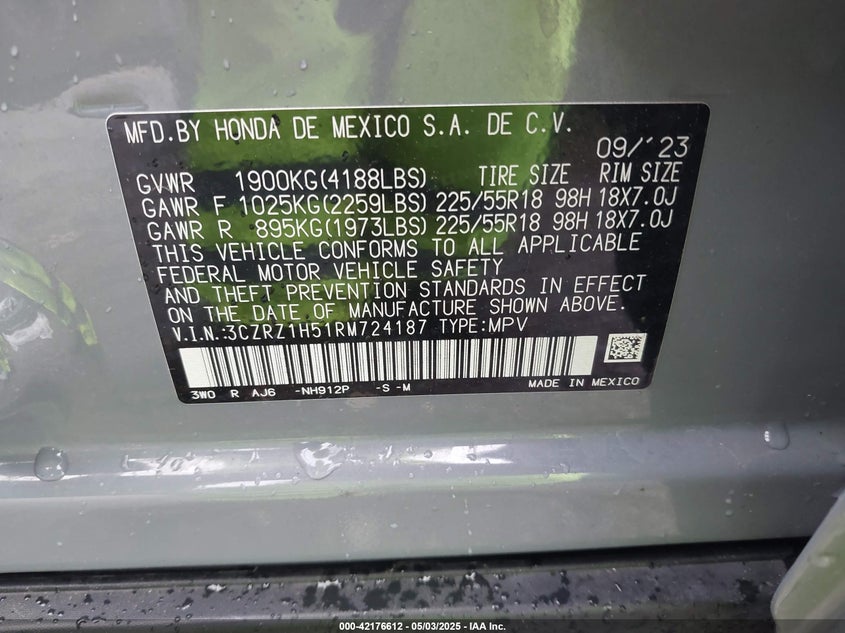 MFD.BY HONDA DE MEXICO S.A. DE C.V.
09/'23
GVWR 1900KG(4188LBS) TIRE SIZE RIM SIZE
GAWR F 1025KG(2259LBS) 225/55R18 98H 18X7.0J
GAWR R 895KG(1973LBS) 225/55R18 98H 18X7.0J
THIS VEHICLE CONFORMS TO ALL APPLICABLE
FEDERAL MOTOR VEHICLE SAFETY
AND THEFT PREVENTION STANDARDS IN EFFECT
ON THE DATE OF MANUFACTURE SHOWN ABOVE.
V.I.N.:3CZRZ1H51RM724187 TYPE:MPV
3W0 R AJ6 -NH912P -S -M MADE IN MEXICO
000-42176612 - 05/03/2025 - IAA Inc.